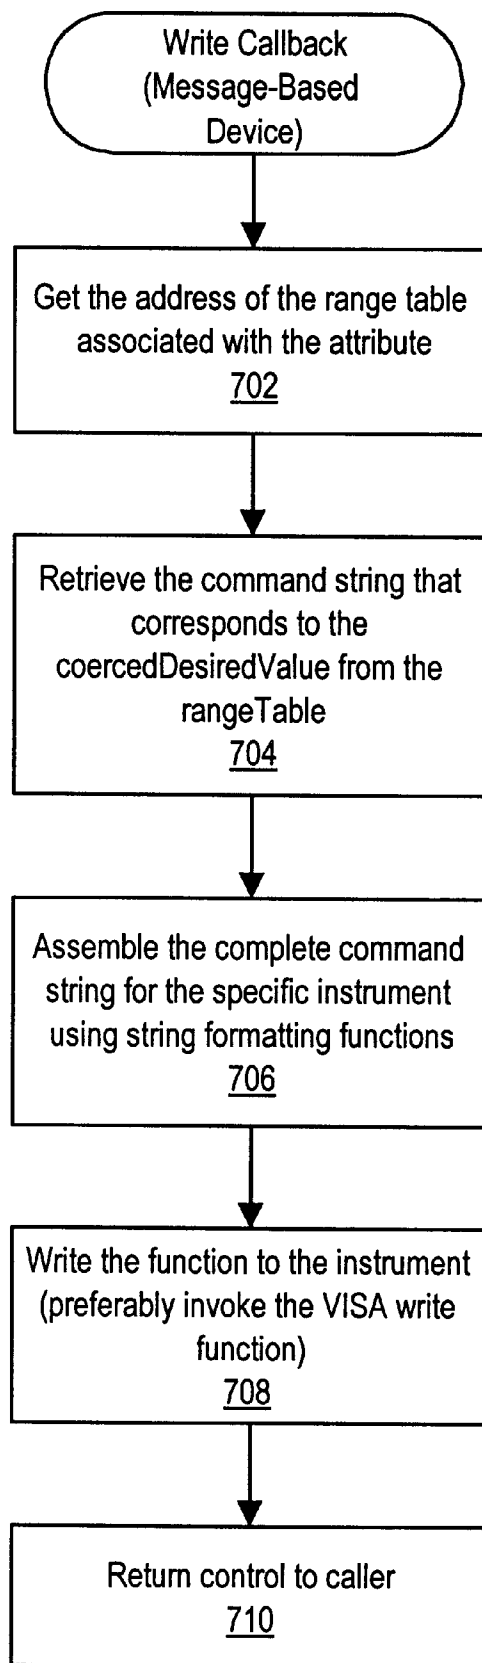 Write Callback
(Message-Based
Device)
Get the address of the range table
associated with the attribute
702
Retrieve the command string that
corresponds to the
coercedDesiredValue from the
rangeTable
704
Assemble the complete command
string for the specific instrument
using string formatting functions
706
Write the function to the instrument
(preferably invoke the VISA write
function)
708
Return control to caller
710